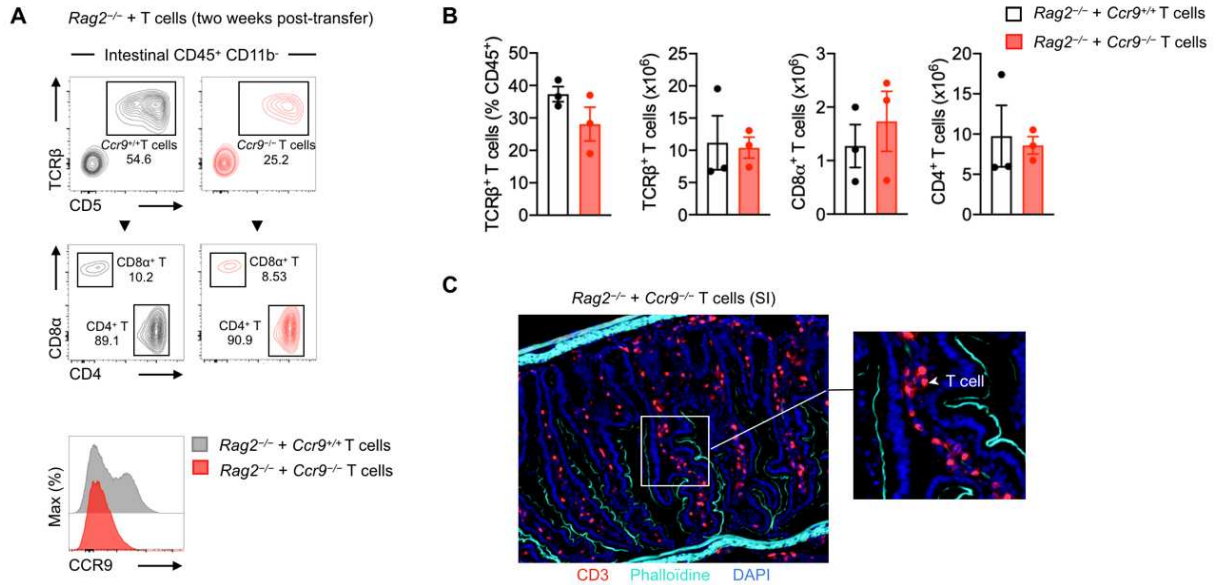 A
Rag2⁻/⁻ + T cells (two weeks post-transfer)
Intestinal CD45⁺ CD11b⁻
TCRβ
Ccr9⁺/⁺T cells
54.6
Ccr9⁻/⁻ T cells
25.2
CD5
CD8α
CD8α⁺ T
10.2
CD8α⁺ T
8.53
CD4⁺ T
89.1
CD4⁺ T
90.9
CD4
Max (%)
Rag2⁻/⁻ + Ccr9⁺/⁺ T cells
Rag2⁻/⁻ + Ccr9⁻/⁻ T cells
CCR9
B
Rag2⁻/⁻ + Ccr9⁺/⁺ T cells
Rag2⁻/⁻ + Ccr9⁻/⁻ T cells
TCRβ⁺ T cells (% CD45⁺)
50
40
30
20
10
0
TCRβ⁺ T cells (x10⁶)
25
20
15
10
5
0
CD8α⁺ T cells (x10⁶)
3
2
1
0
CD4⁺ T cells (x10⁶)
20
15
10
5
0
C
Rag2⁻/⁻ + Ccr9⁻/⁻ T cells (SI)
T cell
CD3 Phalloïdine DAPI